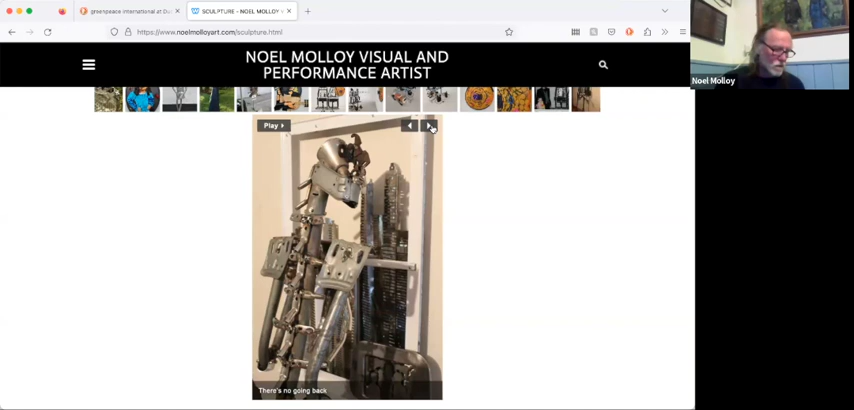 greenpeace international at Du
SCULPTURE - NOEL MOLLOY
https://www.noelmolloyart.com/sculpture.html
NOEL MOLLOY VISUAL AND
PERFORMANCE ARTIST
Noel Molloy
Play
There's no going back